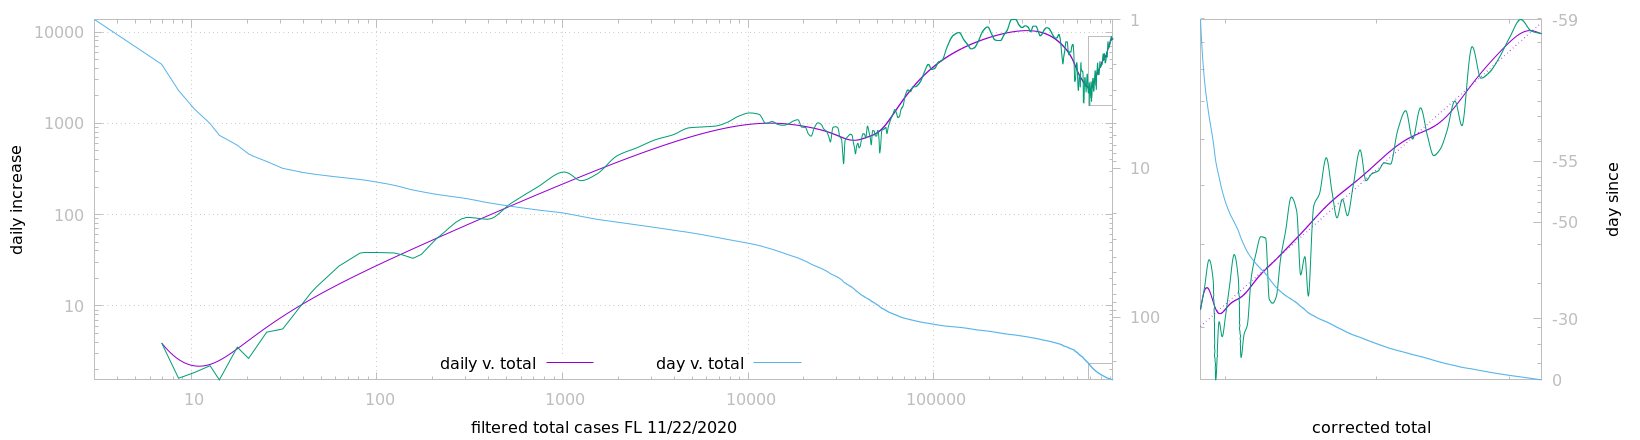 10000
1000
100
10
daily increase
10
100
1000
10000
100000
filtered total cases FL 11/22/2020
daily v. total
day v. total
1
10
100
-59
-55
-50
-30
0
day since
corrected total